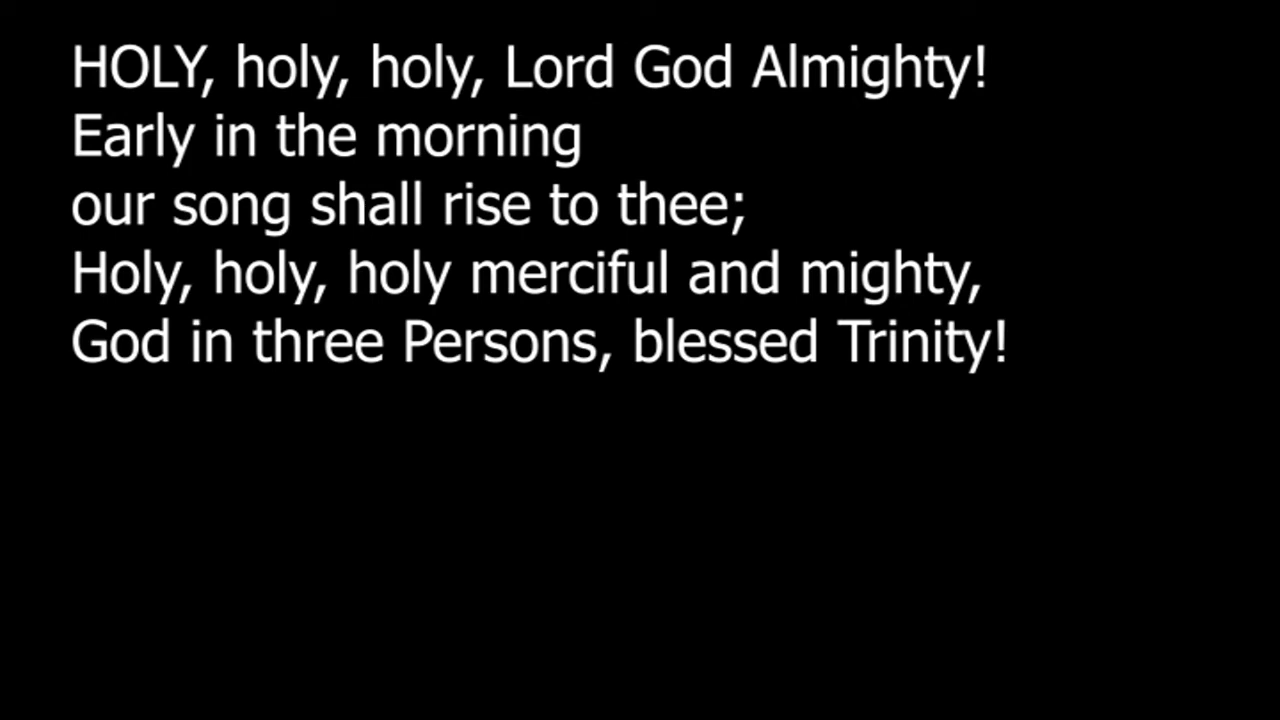 HOLY, holy, holy, Lord God Almighty!
Early in the morning
our song shall rise to thee;
Holy, holy, holy merciful and mighty,
God in three Persons, blessed Trinity!